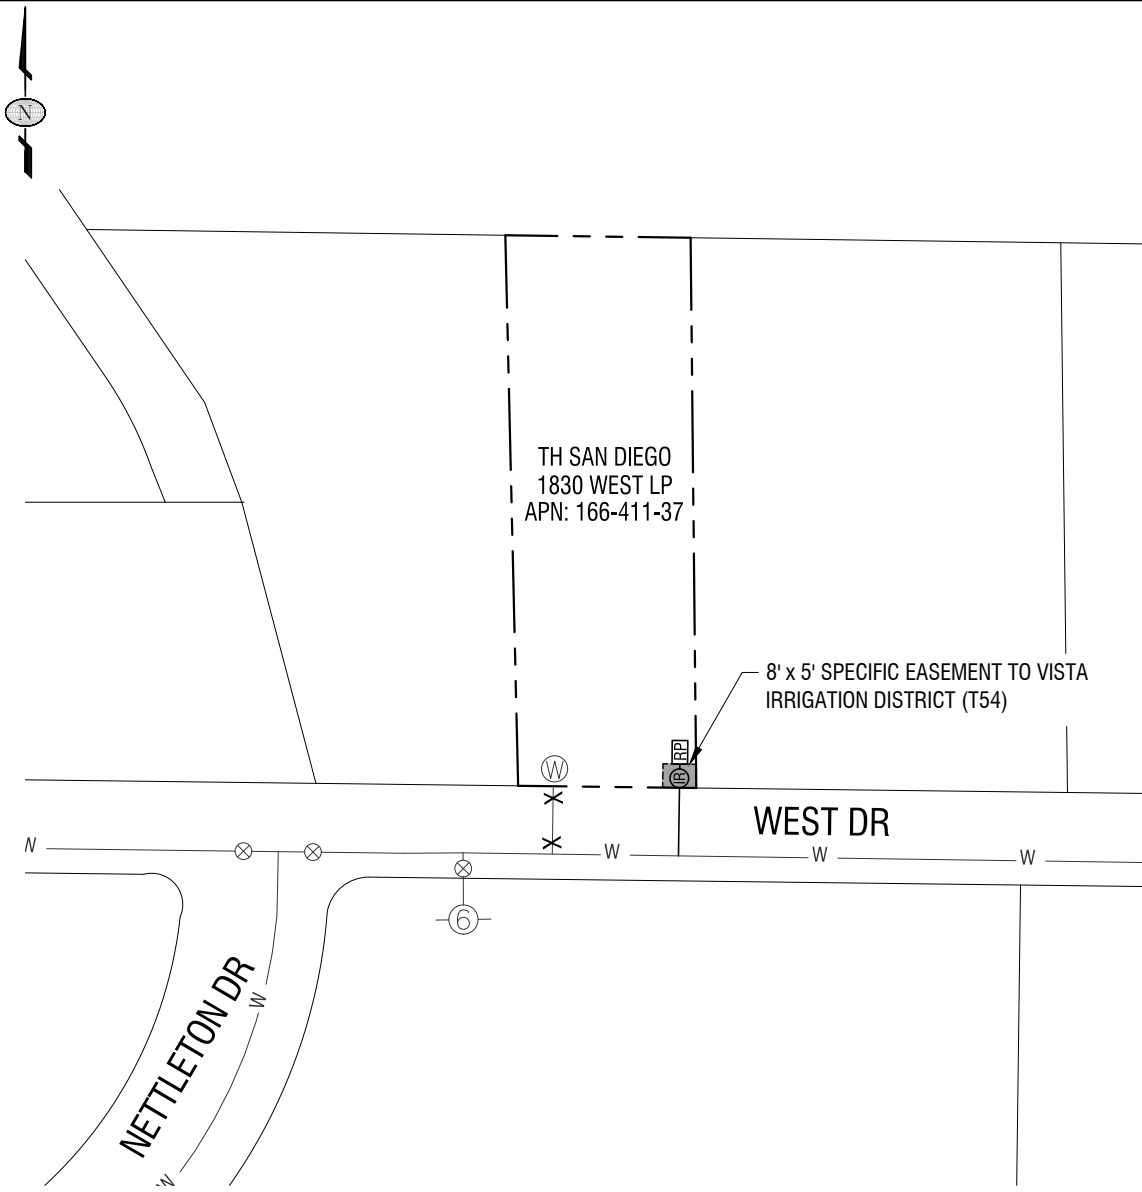 N
TH SAN DIEGO
1830 WEST LP
APN: 166-411-37
8' x 5' SPECIFIC EASEMENT TO VISTA
IRRIGATION DISTRICT (T54)
RP
W
IR
X
WEST DR
X
W
W
W
W
6
NETTLETON DR
W
W